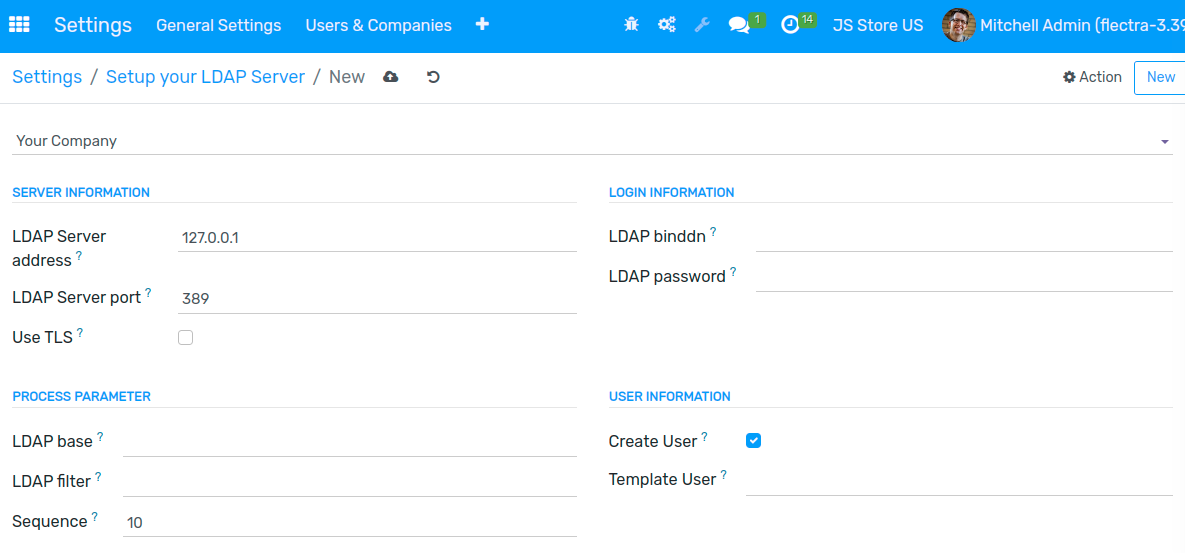 Settings General Settings Users & Companies 1 14 JS Store US Mitchell Admin (flectra-3.39
Settings / Setup your LDAP Server / New Action New
Your Company
SERVER INFORMATION
LDAP Server
address ?
127.0.0.1
LDAP Server port ? 389
Use TLS ?
LOGIN INFORMATION
LDAP binddn ?
LDAP password ?
PROCESS PARAMETER
LDAP base ?
LDAP filter ?
Sequence ? 10
USER INFORMATION
Create User ?
Template User ?